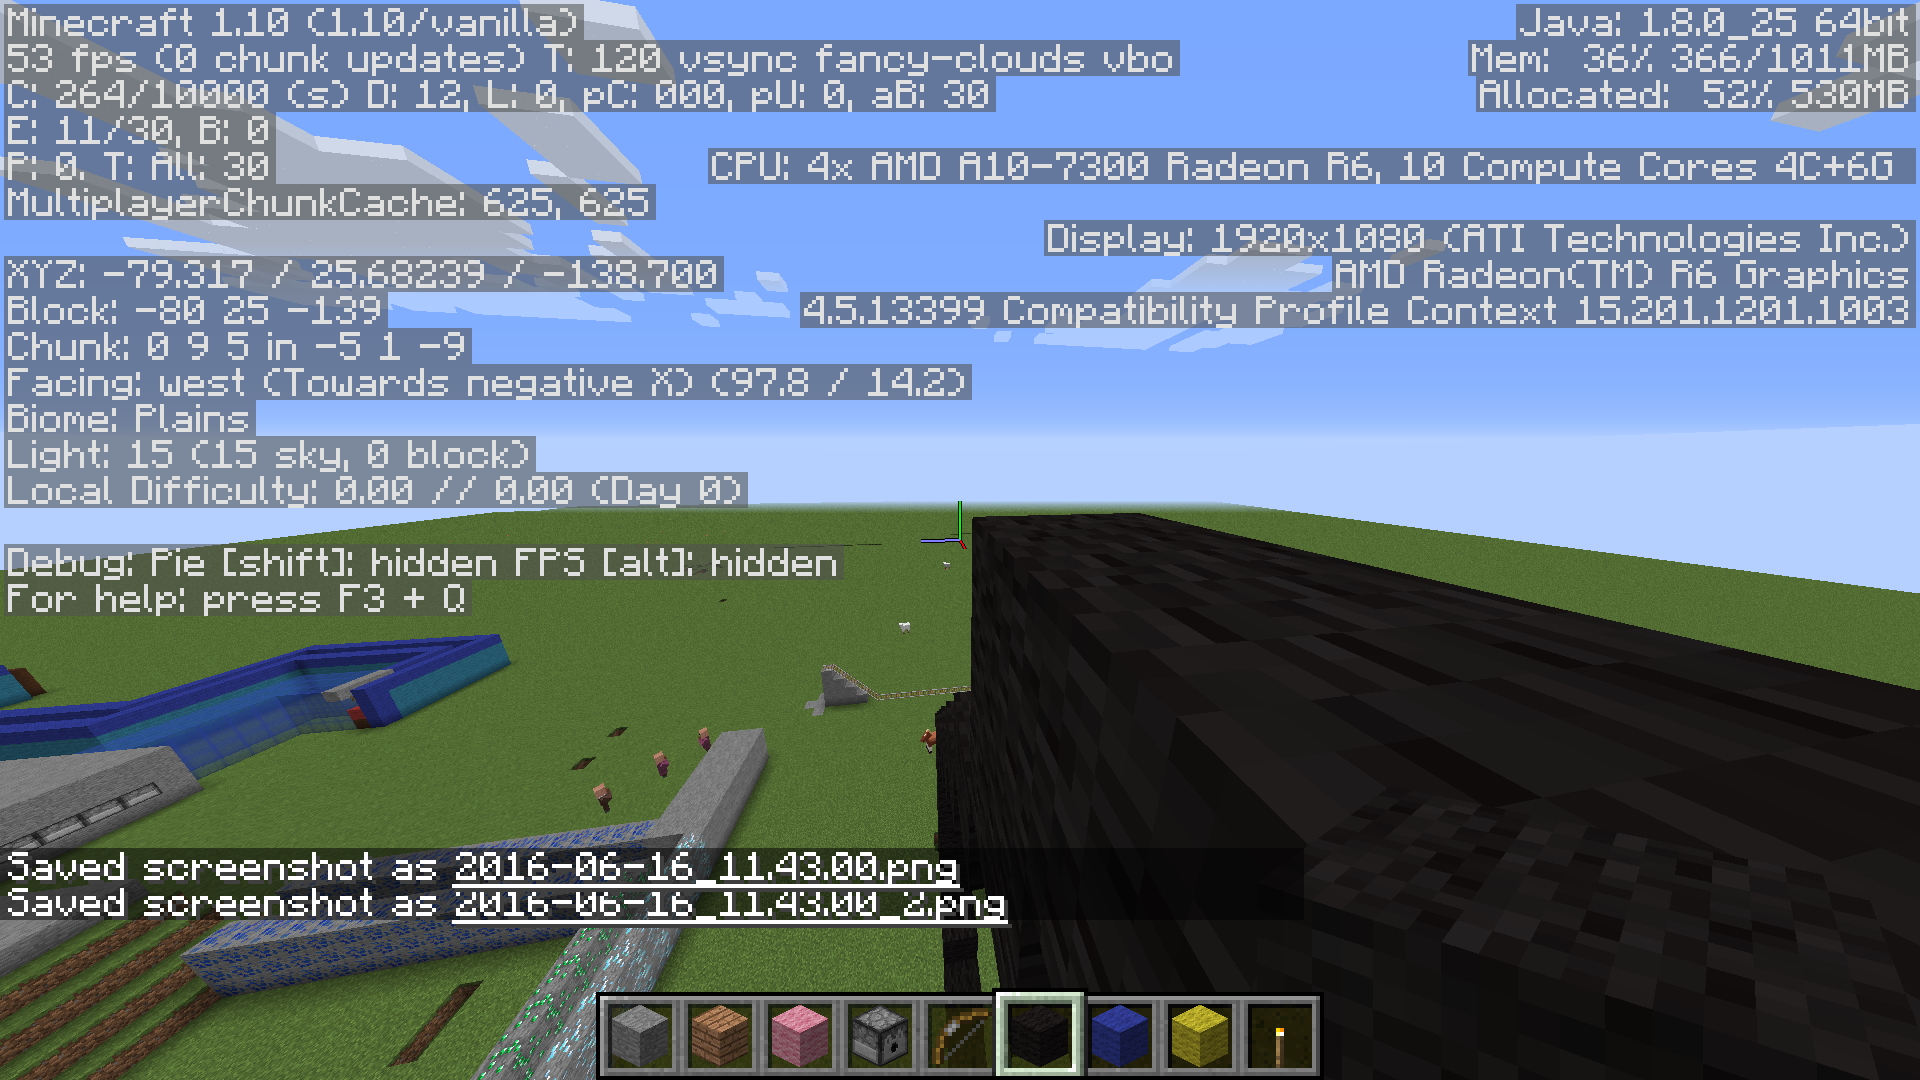 Minecraft 1.10 (1.10/vanilla)
53 fps (0 chunk updates) T: 120 vsync fancy-clouds vbo
C: 264/10000 (s) D: 12, L: 0, pC: 000, pU: 0, aB: 30
E: 11/30, B: 0
P: 0. T: All: 30
MultiplayerChunkCache: 625, 625
XYZ: -79.317 / 25.68239 / -138.700
Block: -80 25 -139
Chunk: 0 9 5 in -5 1 -9
Facing: west (Towards negative X) (97.8 / 14.2)
Biome: Plains
Light: 15 (15 sky, 0 block)
Local Difficulty: 0.00 // 0.00 (Day 0)
Debug: Pie [shift]: hidden FPS [alt]: hidden
For help: press F3 + Q
Java: 1.8.0_25 64bit
Mem: 36% 366/1011MB
Allocated: 52% 530MB
CPU: 4x AMD A10-7300 Radeon R6, 10 Compute Cores 4C+6G
Display: 1920x1080 (ATI Technologies Inc.)
AMD Radeon(TM) R6 Graphics
4.5.13399 Compatibility Profile Context 15.201.1201.1003
Saved screenshot as 2016-06-16_11.43.00.png
Saved screenshot as 2016-06-16_11.43.00_2.png